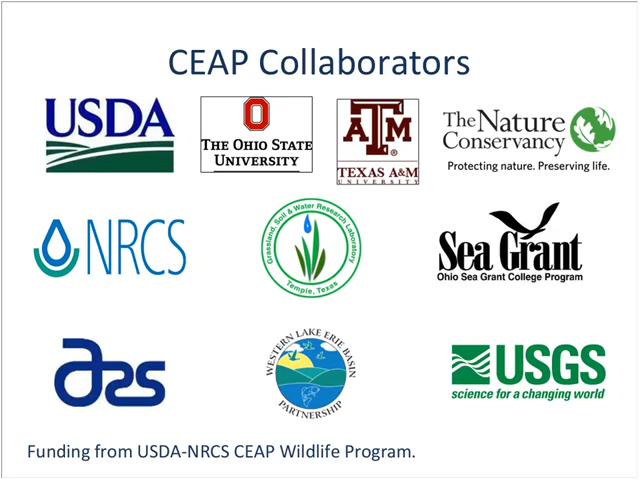 CEAP Collaborators
USDA
O
THE OHIO STATE
UNIVERSITY
ATM
®
TEXAS A&M
UNIVERSITY
The Nature
Conservancy
Protecting nature. Preserving life.
NRCS
Grassland, Soil & Water Research Laboratory
Temple, Texas
Sea Grant
Ohio Sea Grant College Program
ars
WESTERN LAKE ERIE BASIN
PARTNERSHIP
USGS
science for a changing world
Funding from USDA-NRCS CEAP Wildlife Program.